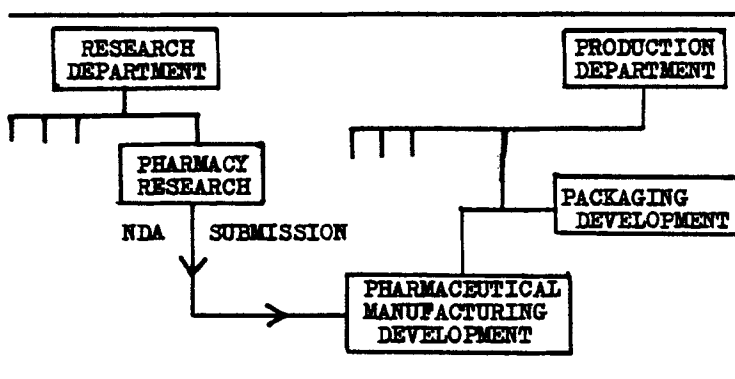 RESEARCH
DEPARTMENT
PRODUCTION
DEPARTMENT
PHARMACY
RESEARCH
PACKAGING
DEVELOPMENT
NDA SUBMISSION
PHARMACEUTICAL
MANUFACTURING
DEVELOPMENT